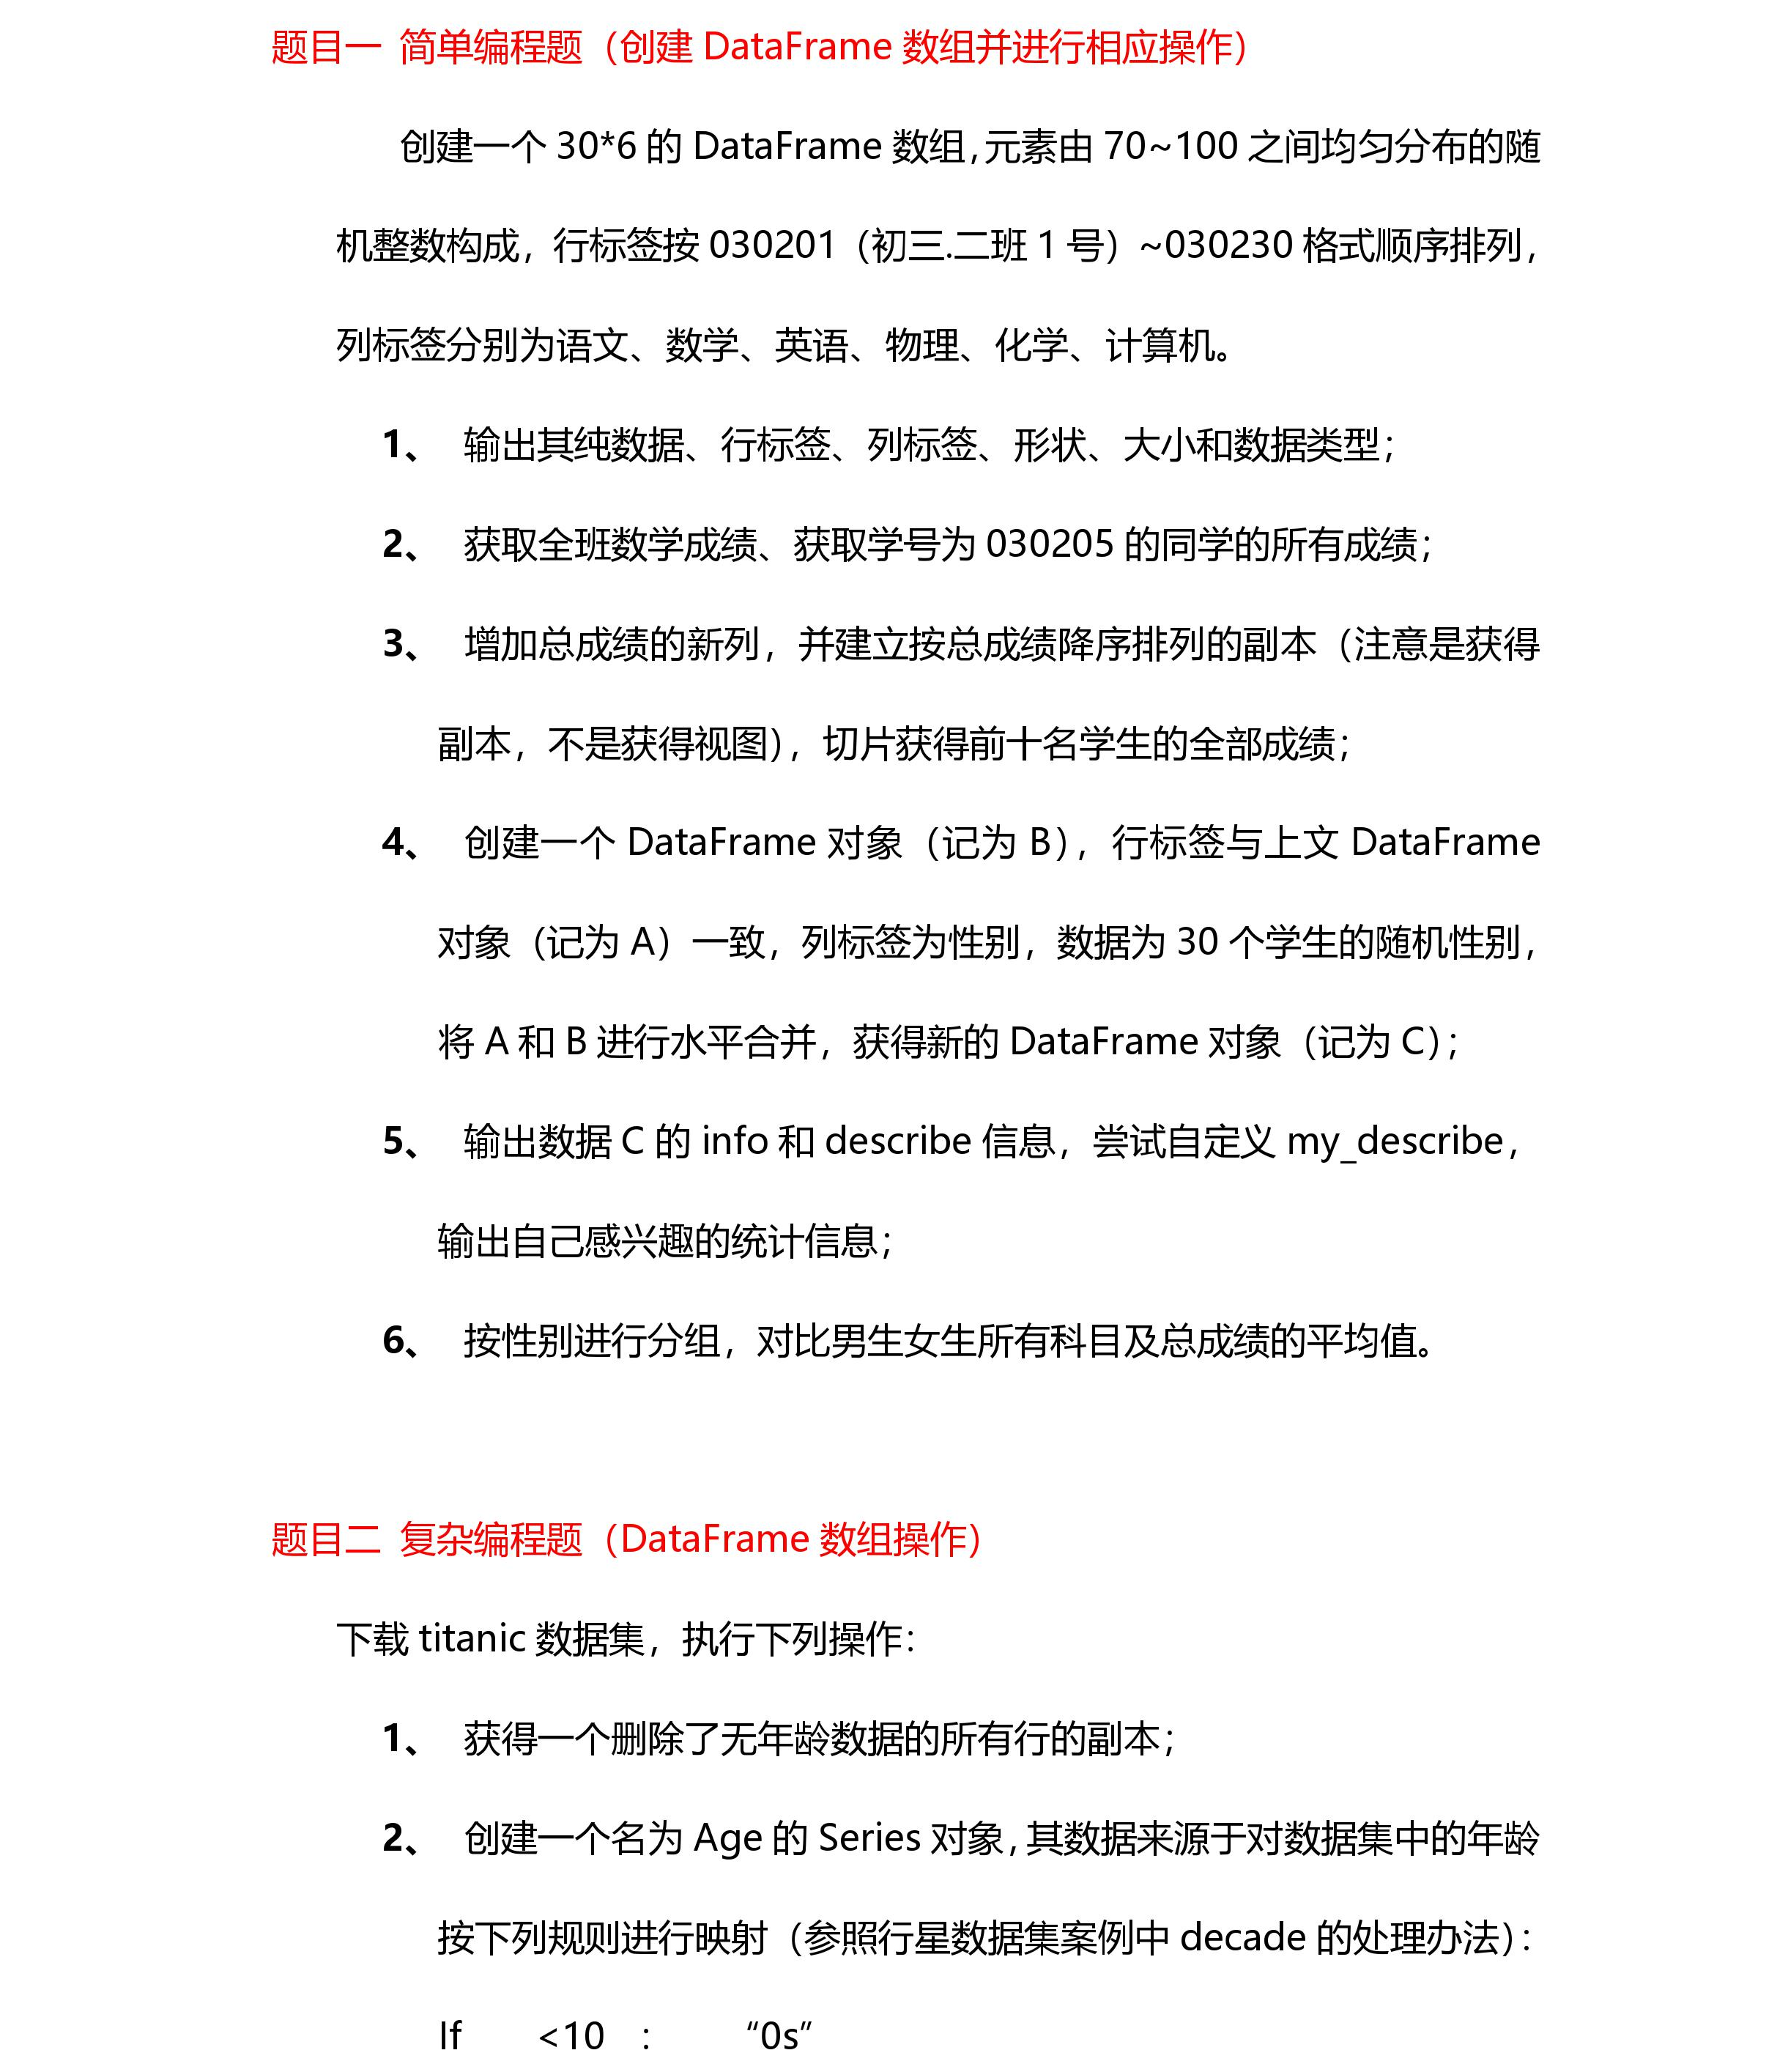 题目一 简单编程题（创建 DataFrame 数组并进行相应操作）
创建一个 30*6 的 DataFrame 数组，元素由 70~100 之间均匀分布的随
机整数构成，行标签按 030201（初三.二班 1 号）~030230 格式顺序排列，
列标签分别为语文、数学、英语、物理、化学、计算机。
1、 输出其纯数据、行标签、列标签、形状、大小和数据类型；
2、 获取全班数学成绩、获取学号为 030205 的同学的所有成绩；
3、 增加总成绩的新列，并建立按总成绩降序排列的副本（注意是获得
副本，不是获得视图），切片获得前十名学生的全部成绩；
4、 创建一个 DataFrame 对象（记为 B），行标签与上文 DataFrame
对象（记为 A）一致，列标签为性别，数据为 30 个学生的随机性别，
将 A 和 B 进行水平合并，获得新的 DataFrame 对象（记为 C）；
5、 输出数据 C 的 info 和 describe 信息，尝试自定义 my_describe，
输出自己感兴趣的统计信息；
6、 按性别进行分组，对比男生女生所有科目及总成绩的平均值。
题目二 复杂编程题（DataFrame 数组操作）
下载 titanic 数据集，执行下列操作：
1、 获得一个删除了无年龄数据的所有行的副本；
2、 创建一个名为 Age 的 Series 对象，其数据来源于对数据集中的年龄
按下列规则进行映射（参照行星数据集案例中 decade 的处理办法）：
If <10 : “0s”